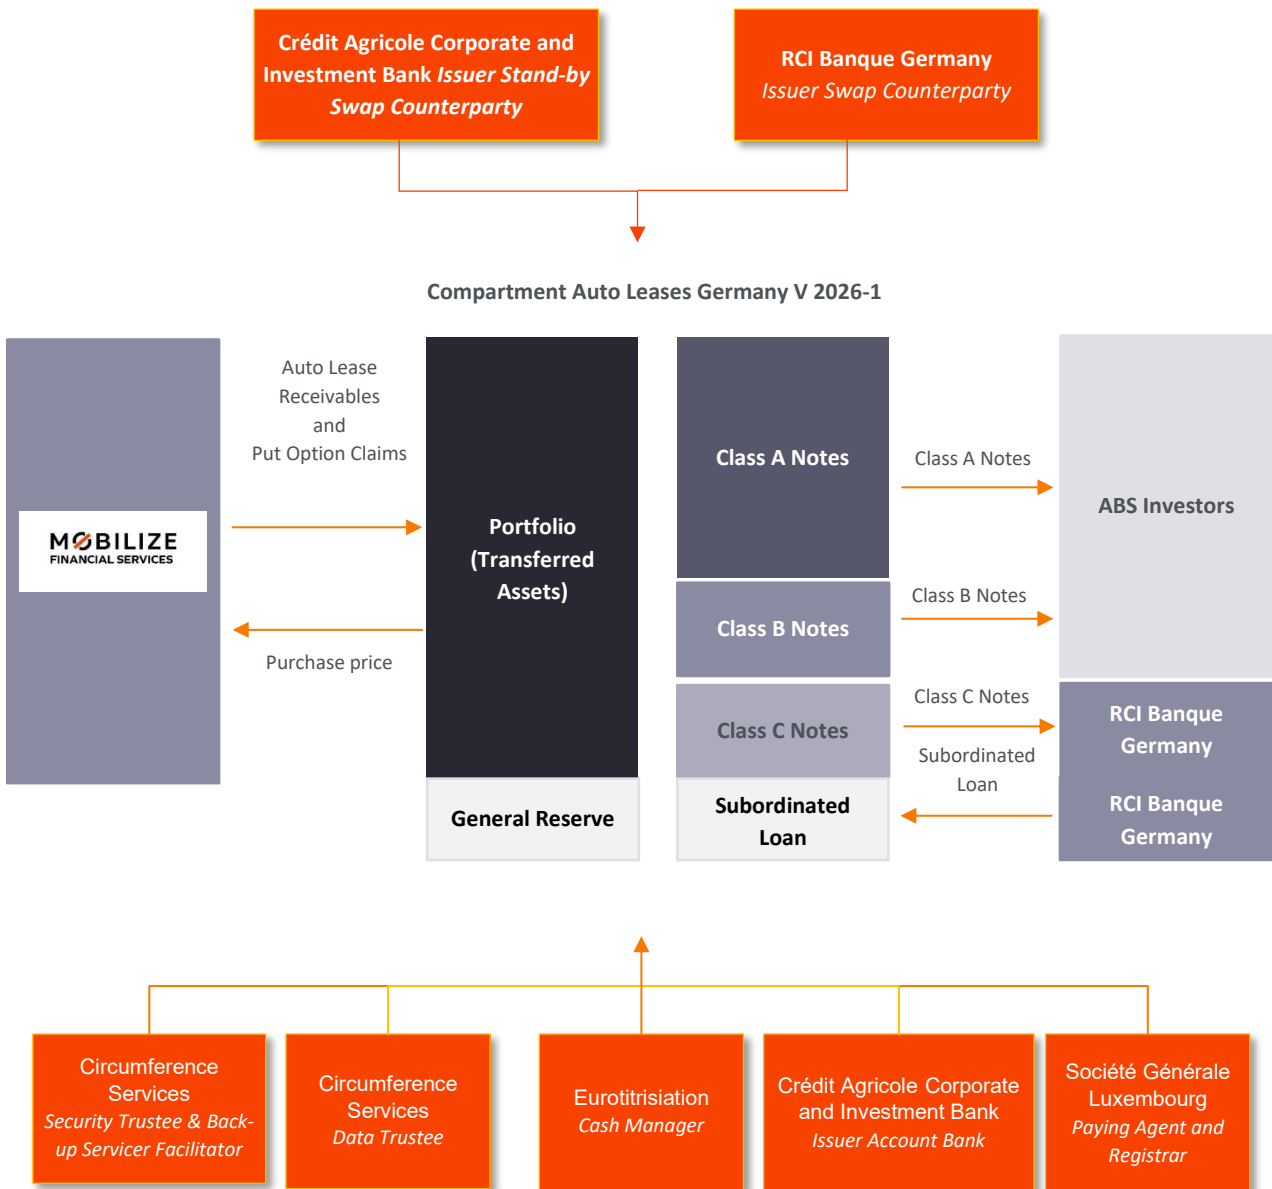 Crédit Agricole Corporate and
Investment Bank Issuer Stand-by
Swap Counterparty
RCI Banque Germany
Issuer Swap Counterparty
Compartment Auto Leases Germany V 2026-1
Auto Lease
Receivables
and
Put Option Claims
MOBILIZE
FINANCIAL SERVICES
Purchase price
Portfolio
(Transferred
Assets)
General Reserve
Class A Notes
Class B Notes
Class C Notes
Subordinated
Loan
Class A Notes
Class B Notes
Class C Notes
Subordinated
Loan
ABS Investors
RCI Banque
Germany
RCI Banque
Germany
Circumference
Services
Security Trustee & Back-
up Servicer Facilitator
Circumference
Services
Data Trustee
Eurotitrisiation
Cash Manager
Crédit Agricole Corporate
and Investment Bank
Issuer Account Bank
Société Générale
Luxembourg
Paying Agent and
Registrar